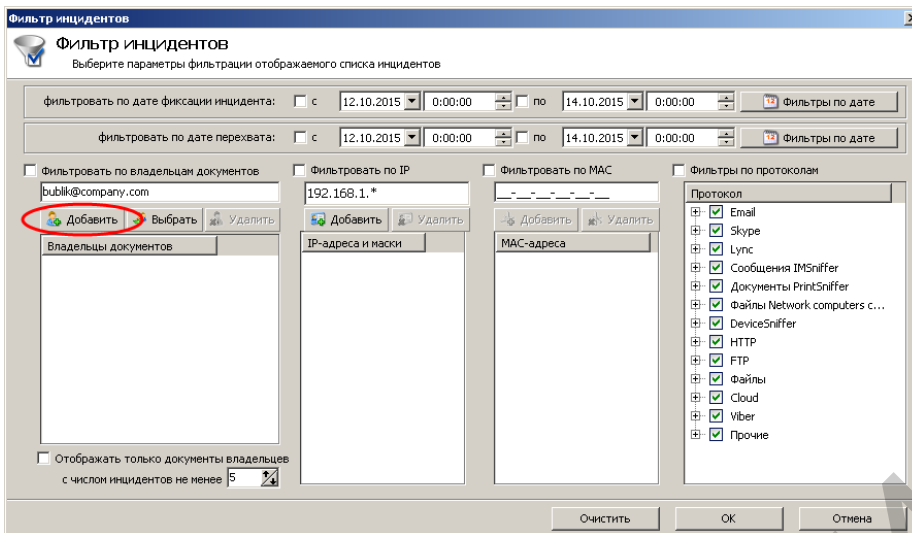 Фильтр инцидентов
Фильтр инцидентов
Выберите параметры фильтрации отображаемого списка инцидентов
фильтровать по дате фиксации инцидента: с 12.10.2015 0:00:00 по 14.10.2015 0:00:00 Фильтры по дате
фильтровать по дате перехвата: с 12.10.2015 0:00:00 по 14.10.2015 0:00:00 Фильтры по дате
Фильтровать по владельцам документов
bublik@company.com
Добавить Выбрать Удалить
Владельцы документов
Отображать только документы владельцев
с числом инцидентов не менее 5
Фильтровать по IP
192.168.1.*
Добавить Удалить
IP-адреса и маски
Фильтровать по MAC
__-__-__-__-__-__
Добавить Удалить
MAC-адреса
Фильтры по протоколам
Протокол
Email
Skype
Lync
Сообщения IMSniffer
Документы PrintSniffer
Файлы Network computers c...
DeviceSniffer
HTTP
FTP
Файлы
Cloud
Viber
Прочие
Очистить OK Отмена